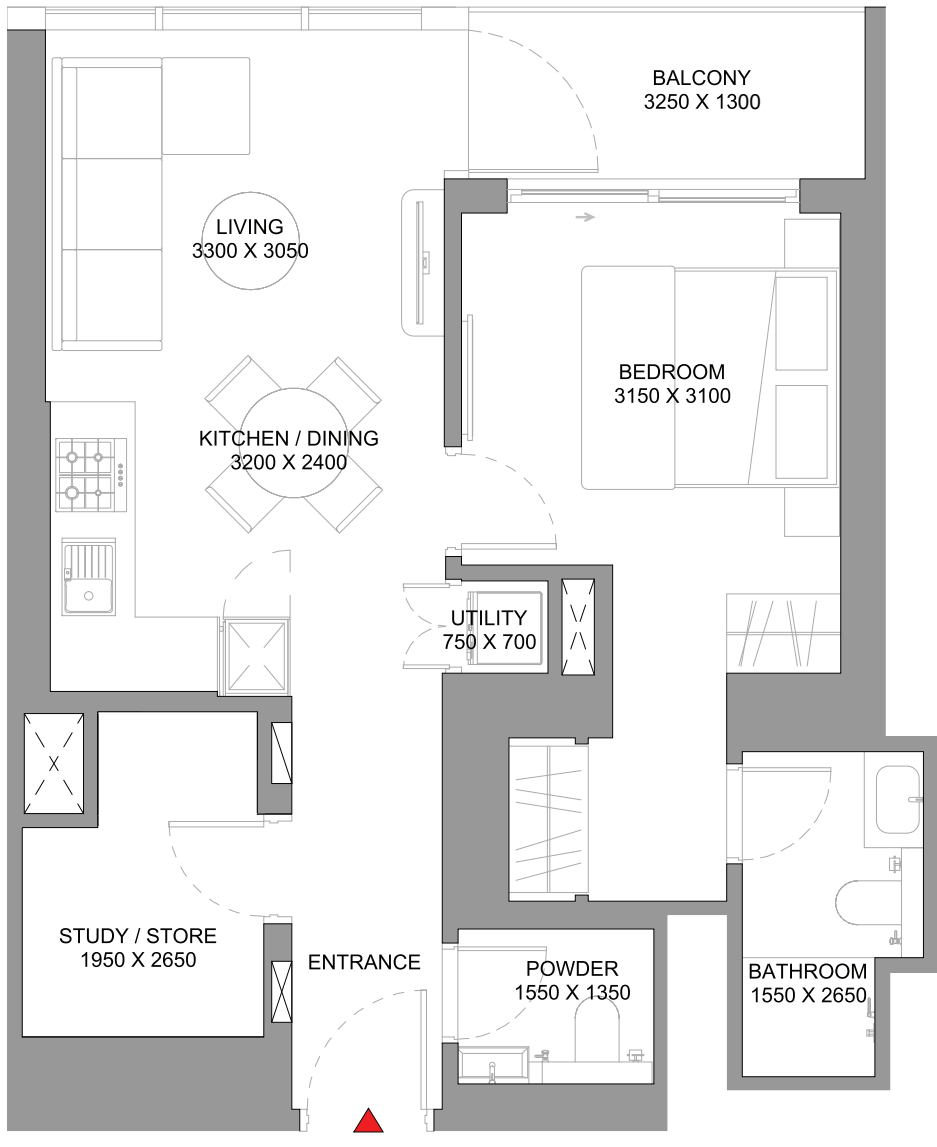 BALCONY
3250 X 1300
LIVING
3300 X 3050
BEDROOM
3150 X 3100
KITCHEN / DINING
3200 X 2400
UTILITY
750 X 700
STUDY / STORE
1950 X 2650
ENTRANCE
POWDER
1550 X 1350
BATHROOM
1550 X 2650